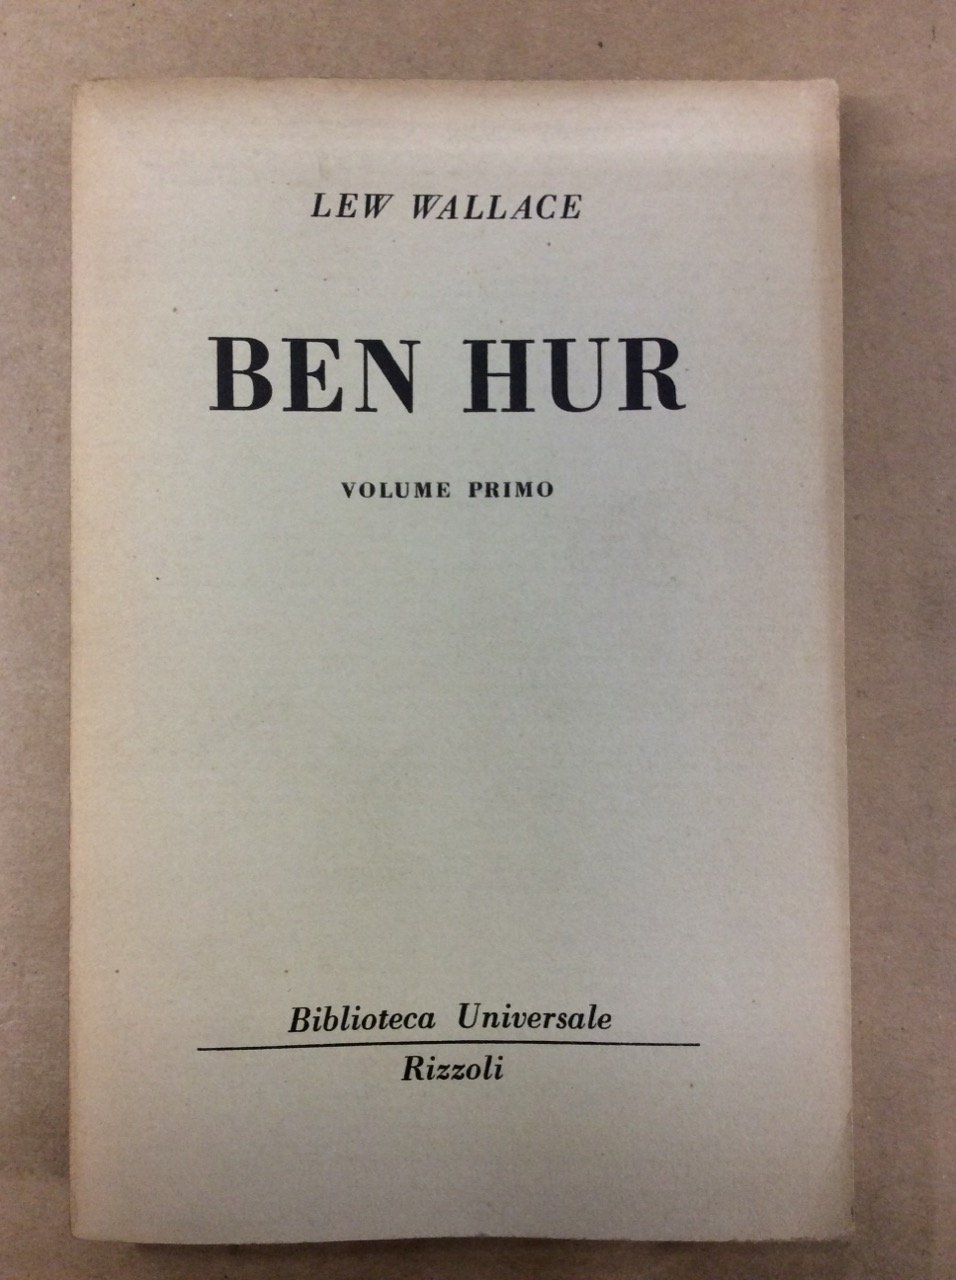 LEW WALLACE
BEN HUR
VOLUME PRIMO
Biblioteca Universale
Rizzoli